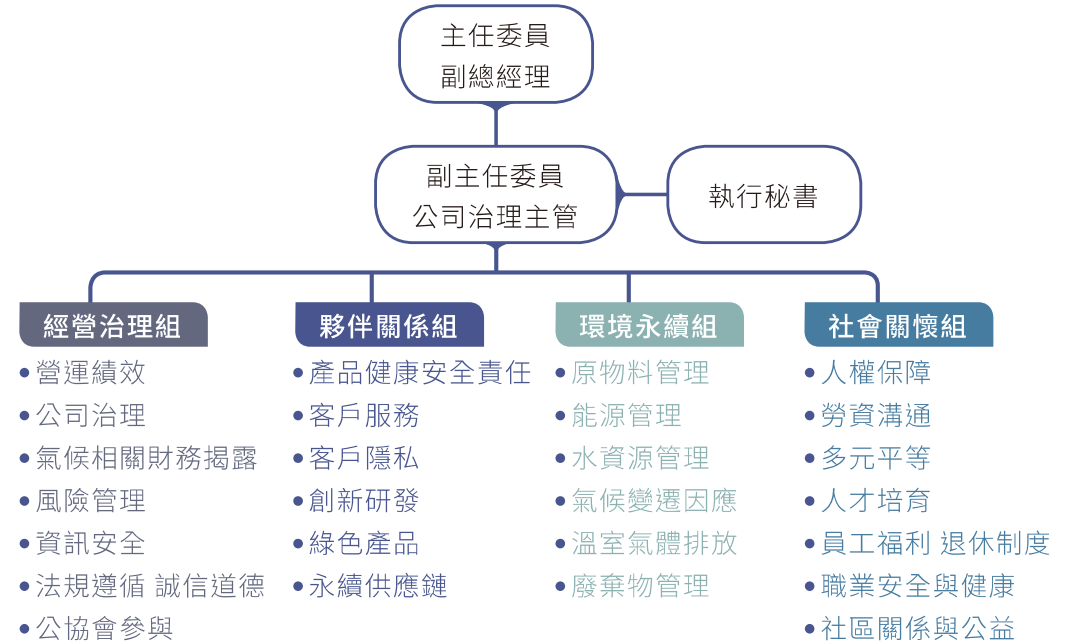 主任委員
副總經理
副主任委員
公司治理主管
執行秘書
經營治理組
•營運績效
•公司治理
•氣候相關財務揭露
•風險管理
•資訊安全
•法規遵循 誠信道德
•公協會參與
夥伴關係組
•產品健康安全責任
•客戶服務
•客戶隱私
•創新研發
•綠色產品
•永續供應鏈
環境永續組
•原物料管理
•能源管理
•水資源管理
•氣候變遷因應
•溫室氣體排放
•廢棄物管理
社會關懷組
•人權保障
•勞資溝通
•多元平等
•人才培育
•員工福利 退休制度
•職業安全與健康
•社區關係與公益